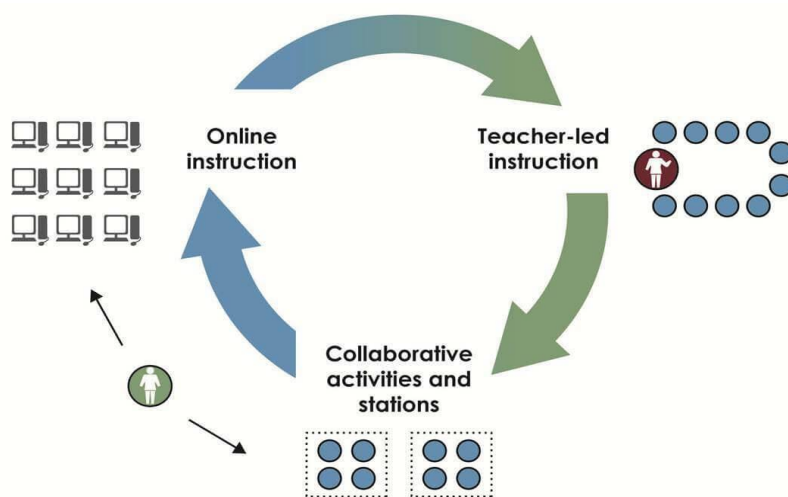 Online
instruction
Teacher-led
instruction
Collaborative
activities and
stations